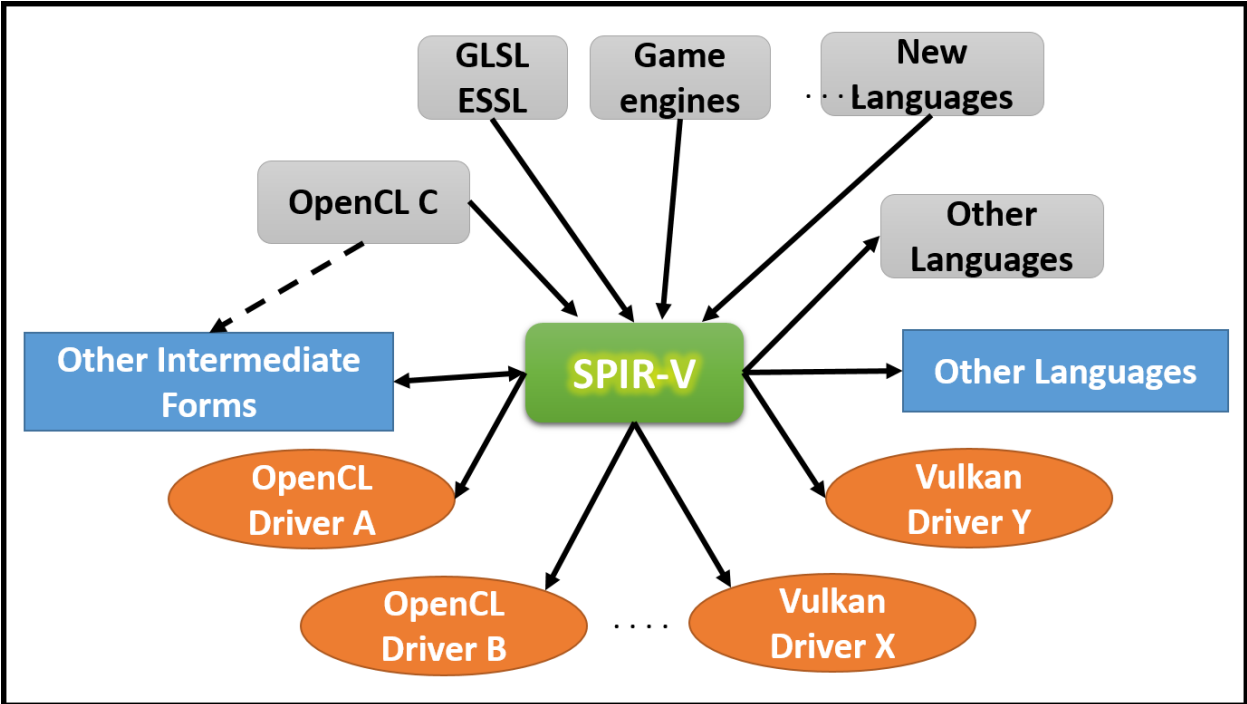 GLSL
ESSL
Game
engines
. . . .
New
Languages
OpenCL C
Other
Languages
Other Intermediate
Forms
SPIR-V
Other Languages
OpenCL
Driver A
Vulkan
Driver Y
OpenCL
Driver B
. . . .
Vulkan
Driver X